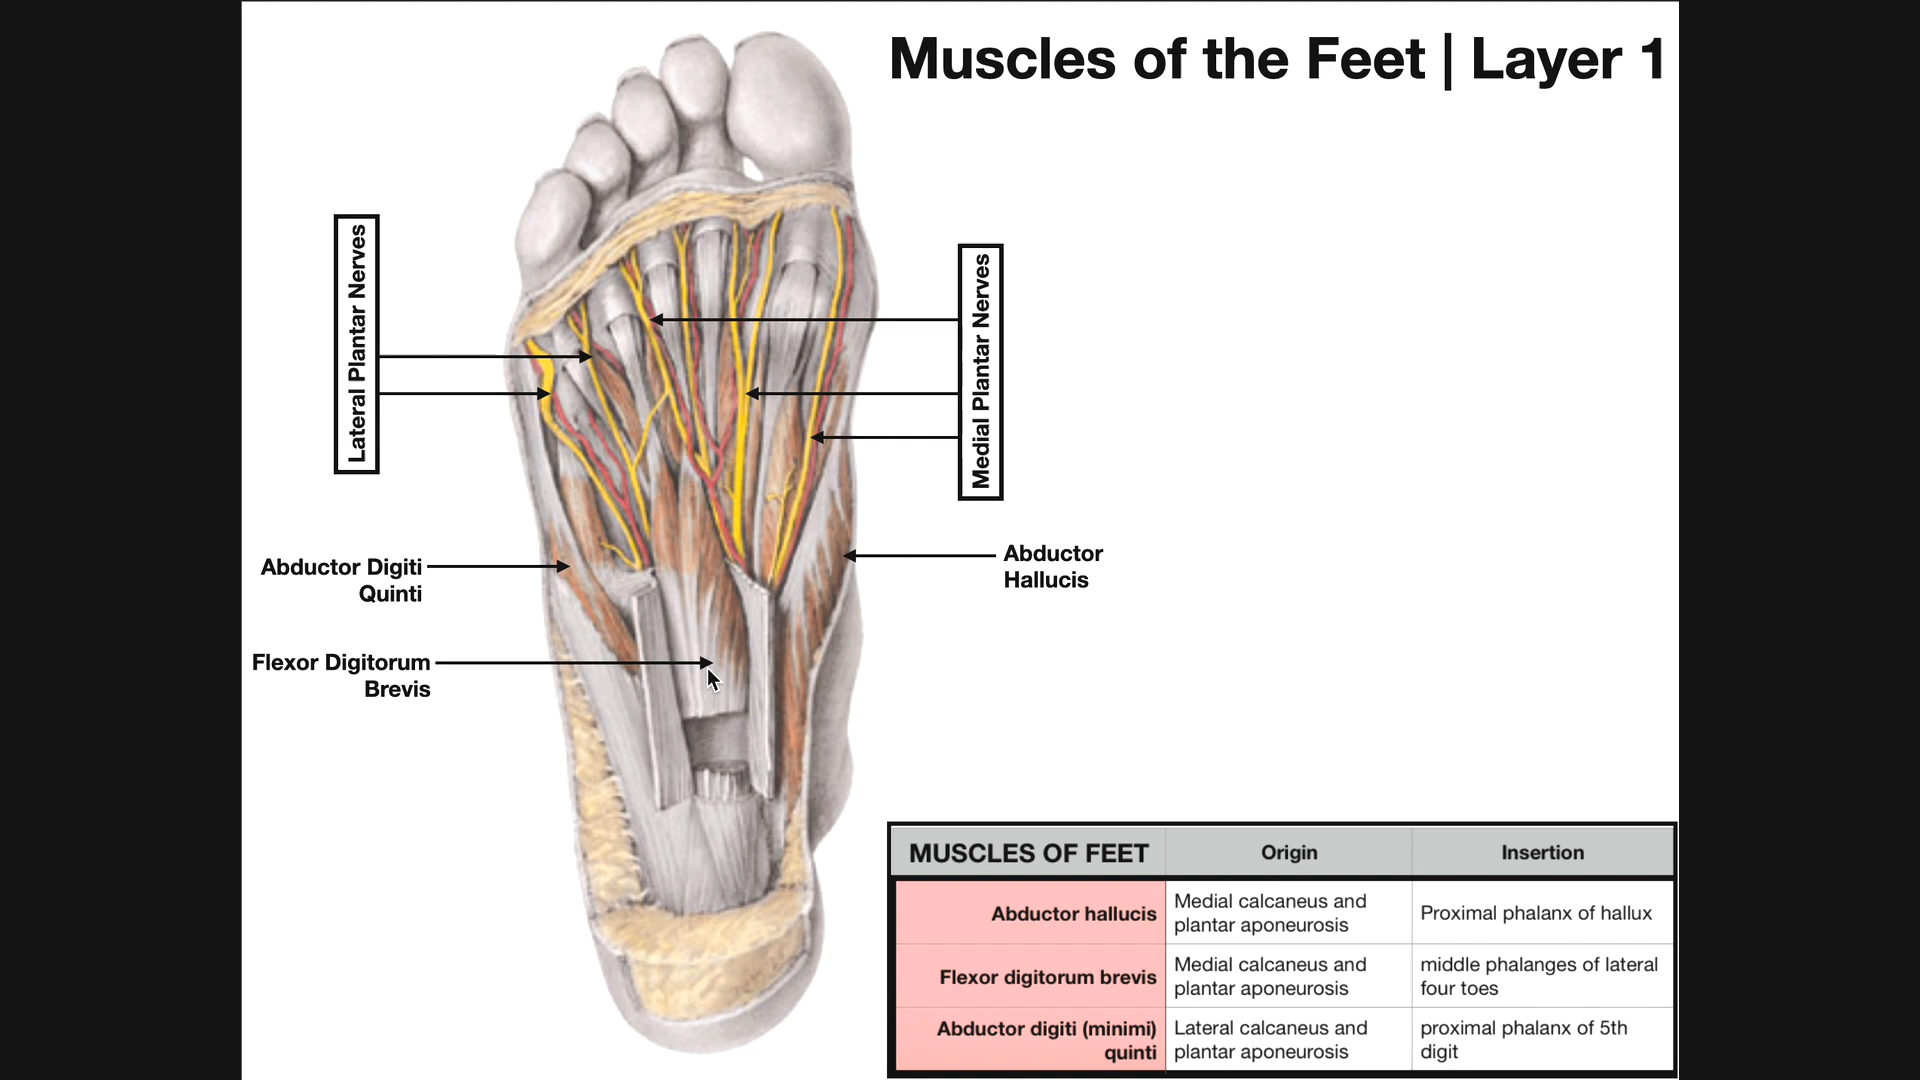 Muscles of the Feet | Layer 1
Lateral Plantar Nerves
Medial Plantar Nerves
Abductor Digiti
Quinti
Abductor
Hallucis
Flexor Digitorum
Brevis
MUSCLES OF FEET Origin Insertion
Abductor hallucis
Medial calcaneus and
plantar aponeurosis
Proximal phalanx of hallux
Flexor digitorum brevis
Medial calcaneus and
plantar aponeurosis
middle phalanges of lateral
four toes
Abductor digiti (minimi)
quinti
Lateral calcaneus and
plantar aponeurosis
proximal phalanx of 5th
digit